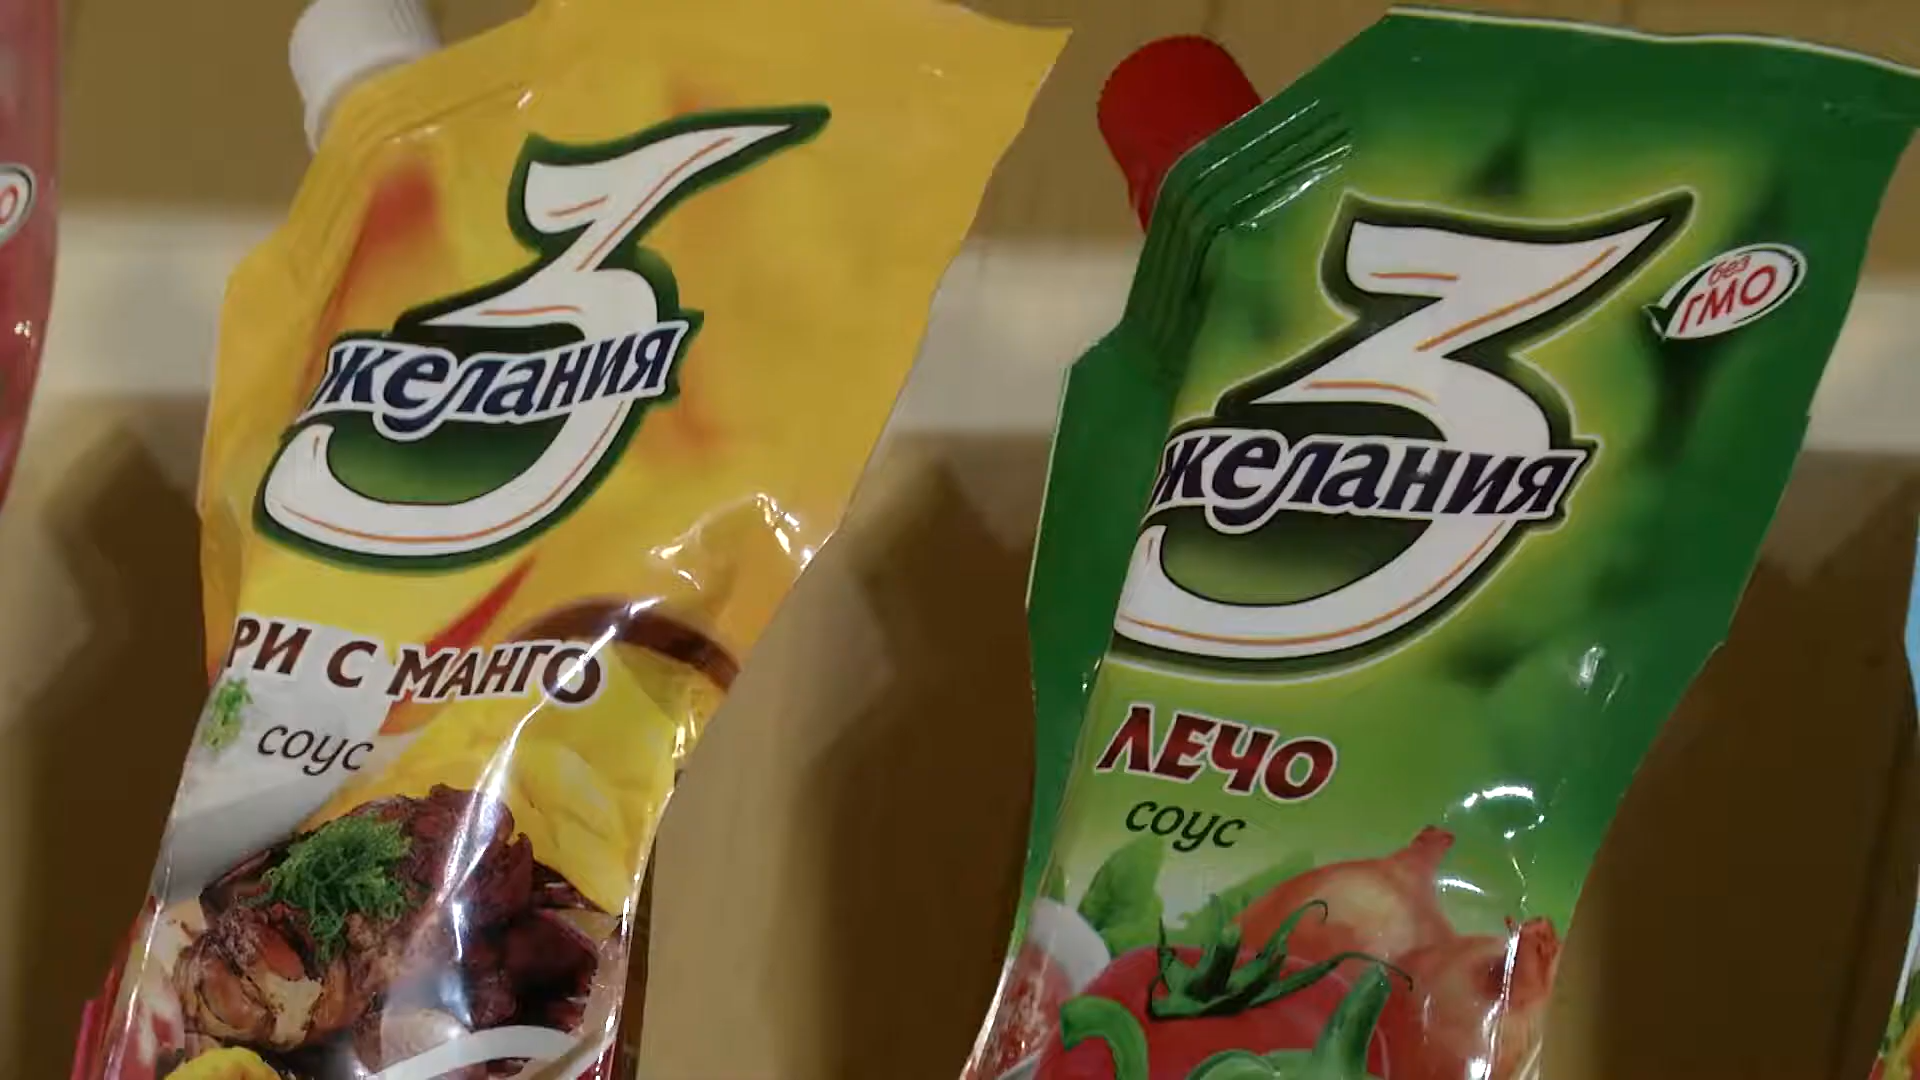 3
желания
РИ С МАНГО
соус
3
желания
без
ГМО
ЛЕЧО
соус